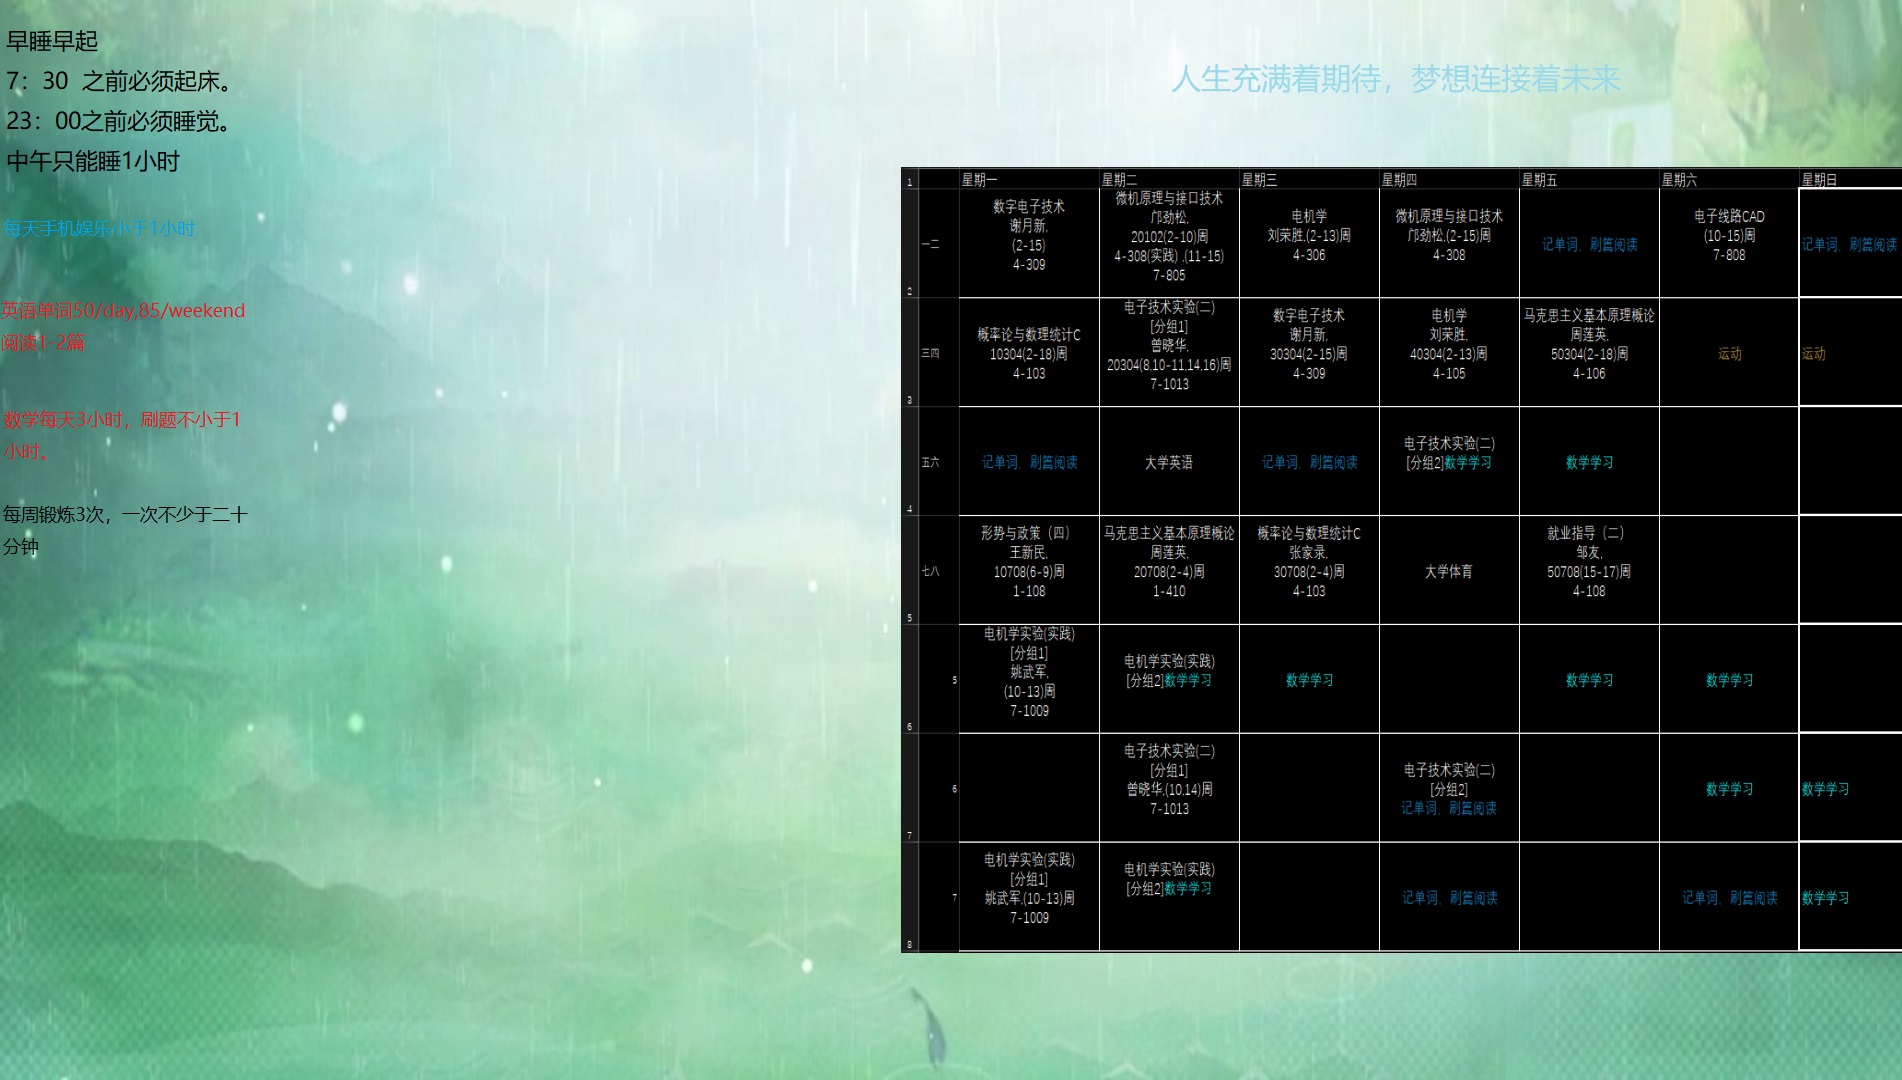 早睡早起
7：30  之前必须起床。
23：00之前必须睡觉。
中午只能睡1小时
每天手机娱乐小于1小时
英语单词50/day,85/weekend
阅读1-2篇
数学每天3小时，刷题不小于1
小时。
每周锻炼3次，一次不少于二十
分钟
人生充满着期待，梦想连接着未来
1
星期一
星期二
星期三
星期四
星期五
星期六
星期日
一二
2
数字电子技术
谢月新,
(2-15)
4-309
微机原理与接口技术
邝劲松,
20102(2-10)周
4-308(实践) ,(11-15)
7-805
电机学
刘荣胜,(2-13)周
4-306
微机原理与接口技术
邝劲松,(2-15)周
4-308
记单词、刷篇阅读
电子线路CAD
(10-15)周
7-808
记单词、刷篇阅读
三四
3
概率论与数理统计C
10304(2-18)周
4-103
电子技术实验(二)
[分组1]
曾晓华,
20304(8,10-11,14,16)周
7-1013
数字电子技术
谢月新,
30304(2-15)周
4-309
电机学
刘荣胜,
40304(2-13)周
4-105
马克思主义基本原理概论
周莲英,
50304(2-18)周
4-106
运动
运动
五六
4
记单词、刷篇阅读
大学英语
记单词、刷篇阅读
电子技术实验(二)
[分组2]数学学习
数学学习
七八
5
形势与政策（四）
王新民,
10708(6-9)周
1-108
马克思主义基本原理概论
周莲英,
20708(2-4)周
1-410
概率论与数理统计C
张家录,
30708(2-4)周
4-103
大学体育
就业指导（二）
邹友,
50708(15-17)周
4-108
5
6
电机学实验(实践)
[分组1]
姚武军,
(10-13)周
7-1009
电机学实验(实践)
[分组2]数学学习
数学学习
数学学习
数学学习
6
7
电子技术实验(二)
[分组1]
曾晓华,(10,14)周
7-1013
电子技术实验(二)
[分组2]
记单词、刷篇阅读
数学学习
数学学习
7
8
电机学实验(实践)
[分组1]
姚武军,(10-13)周
7-1009
电机学实验(实践)
[分组2]数学学习
记单词、刷篇阅读
记单词、刷篇阅读
数学学习